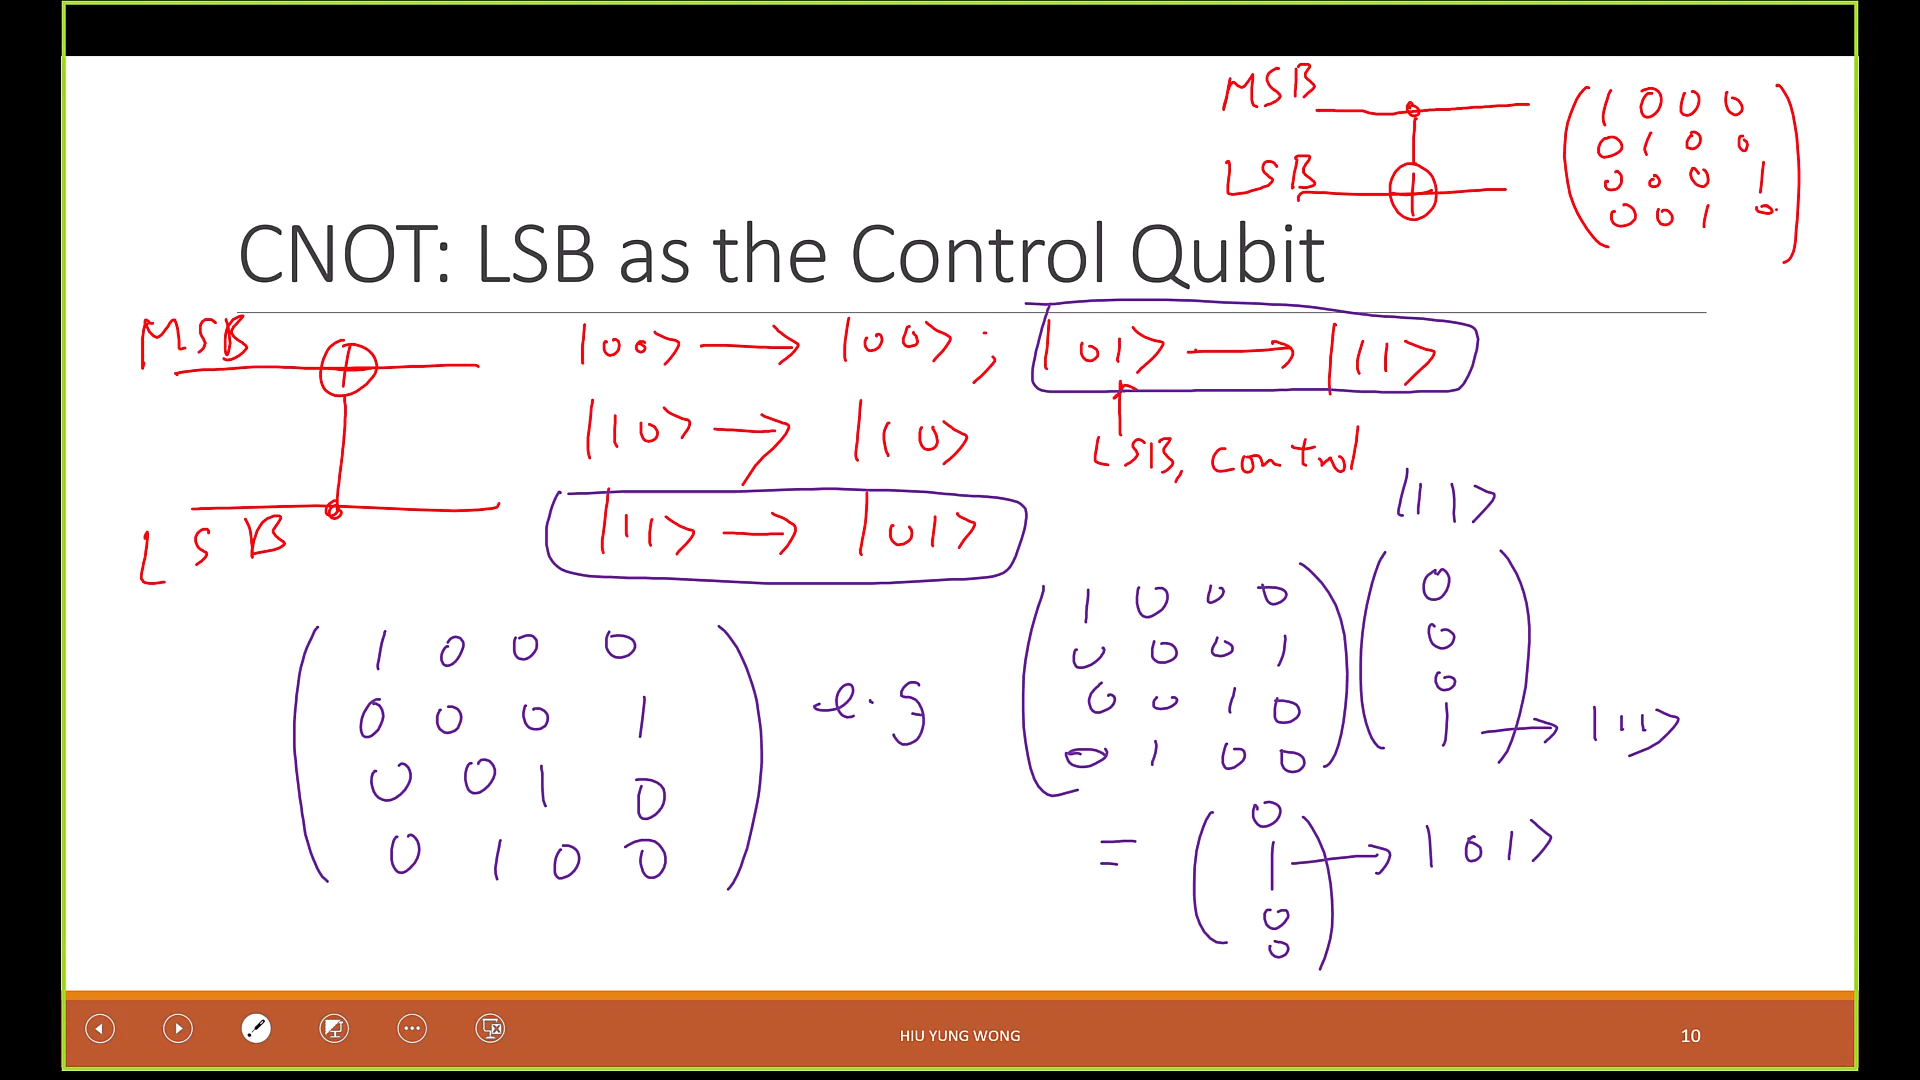 MSB
LSB
( 1 0 0 0 )
( 0 1 0 0 )
( 0 0 0 1 )
( 0 0 1 0 )
CNOT: LSB as the Control Qubit
MSB
LSB
|00> → |00> ; |01> → |11>
LSB, control
|10> → |10>
|11> → |01>
( 1 0 0 0 )
( 0 0 0 1 )
( 0 0 1 0 )
( 0 1 0 0 )
e.g
|11>
( 1 0 0 0 ) ( 0 )
( 0 0 0 1 ) ( 0 )
( 0 0 1 0 ) ( 0 )
( 0 1 0 0 ) ( 1 ) → |11>
= ( 0 )
( 1 ) → |01>
( 0 )
( 0 )
HIU YUNG WONG
10